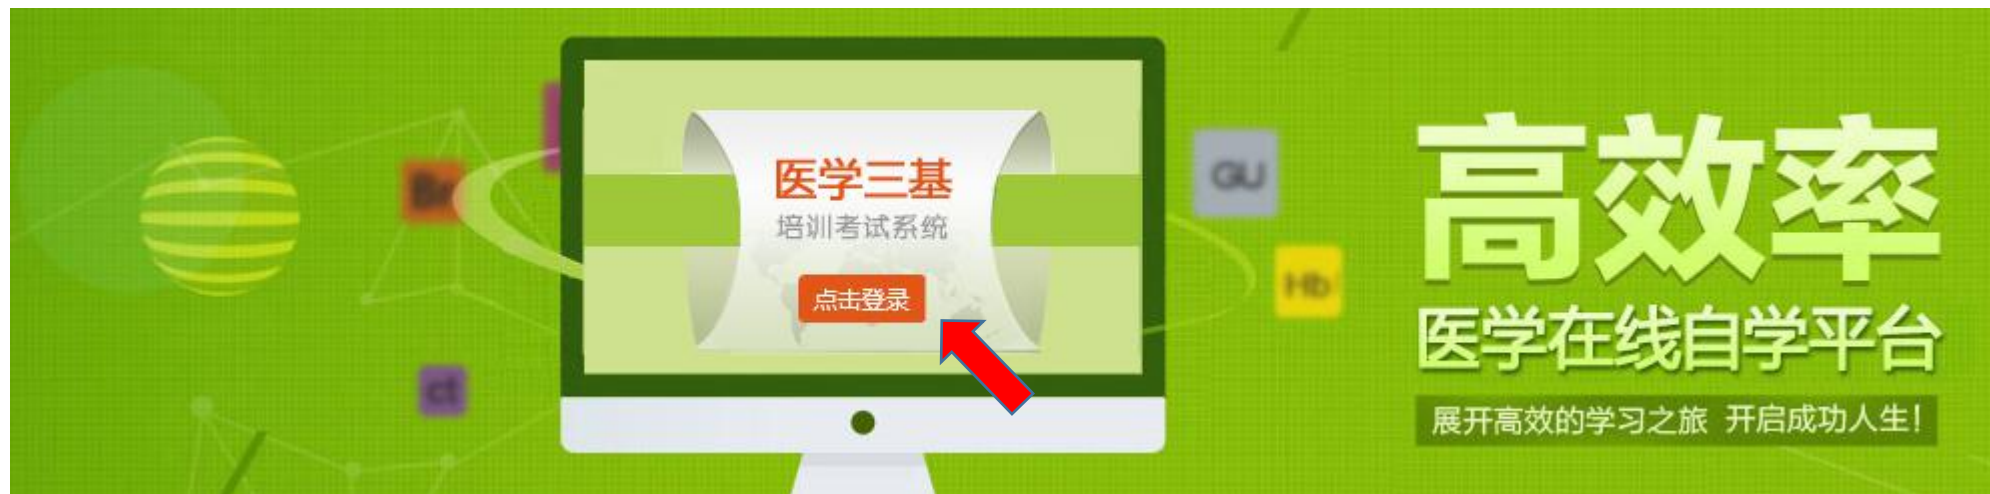 医学三基
培训考试系统
点击登录
Br
GU
Hb
ct
高效率
医学在线自学平台
展开高效的学习之旅 开启成功人生!